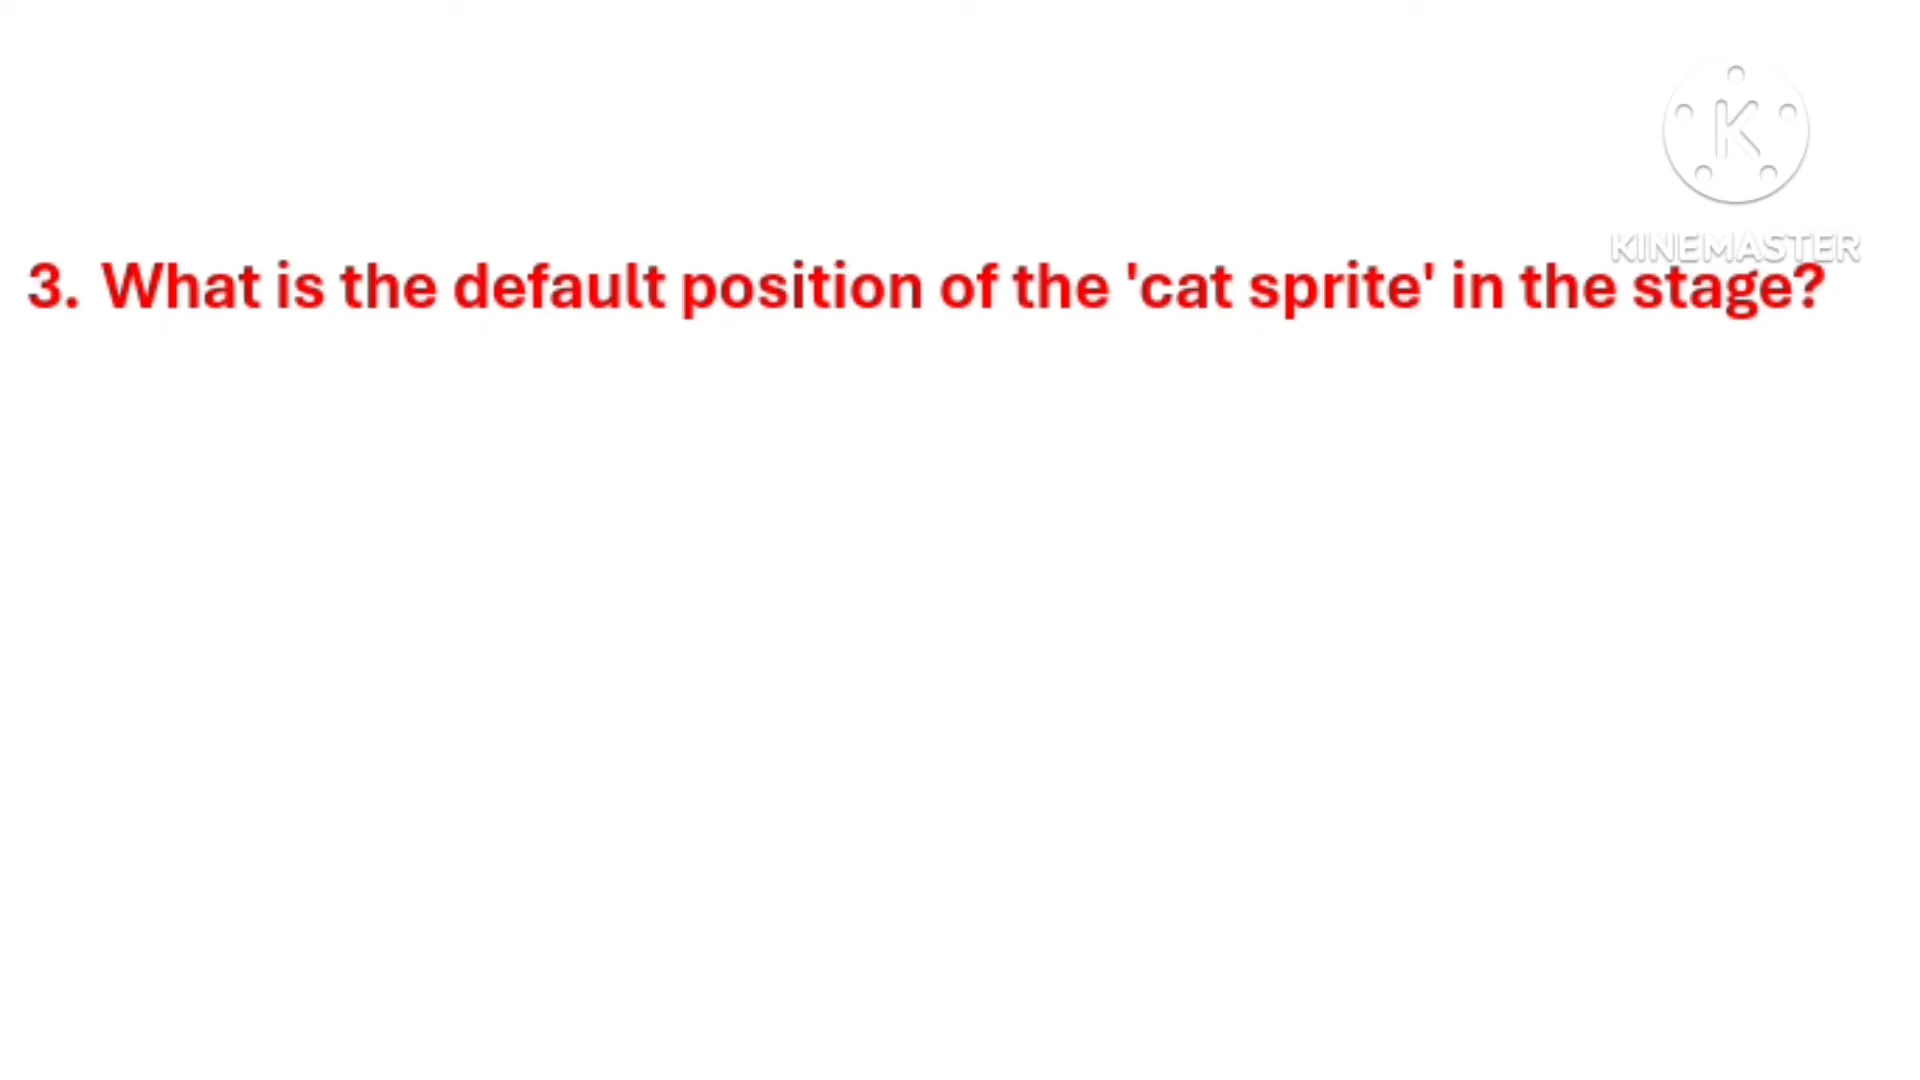 K
KINEMASTER
3. What is the default position of the 'cat sprite' in the stage?